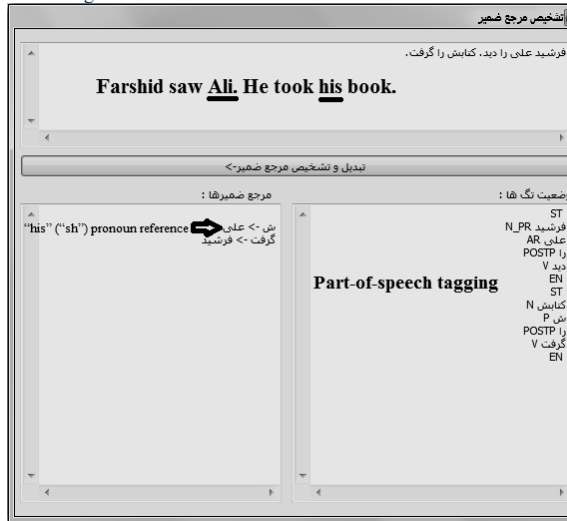 تشخیص مرجع ضمیر
فرشید علی را دید. کتابش را گرفت.
Farshid saw Ali. He took his book.
تبدیل و تشخیص مرجع ضمیر->
وضعیت تگ ها :
ST
فرشید N_PR
علی AR
را POSTP
دید V
EN
ST
کتابش N
ش P
را POSTP
گرفت V
EN
Part-of-speech tagging
مرجع ضمیرها :
ش -> علی
"his" ("sh") pronoun reference
گرفت -> فرشید